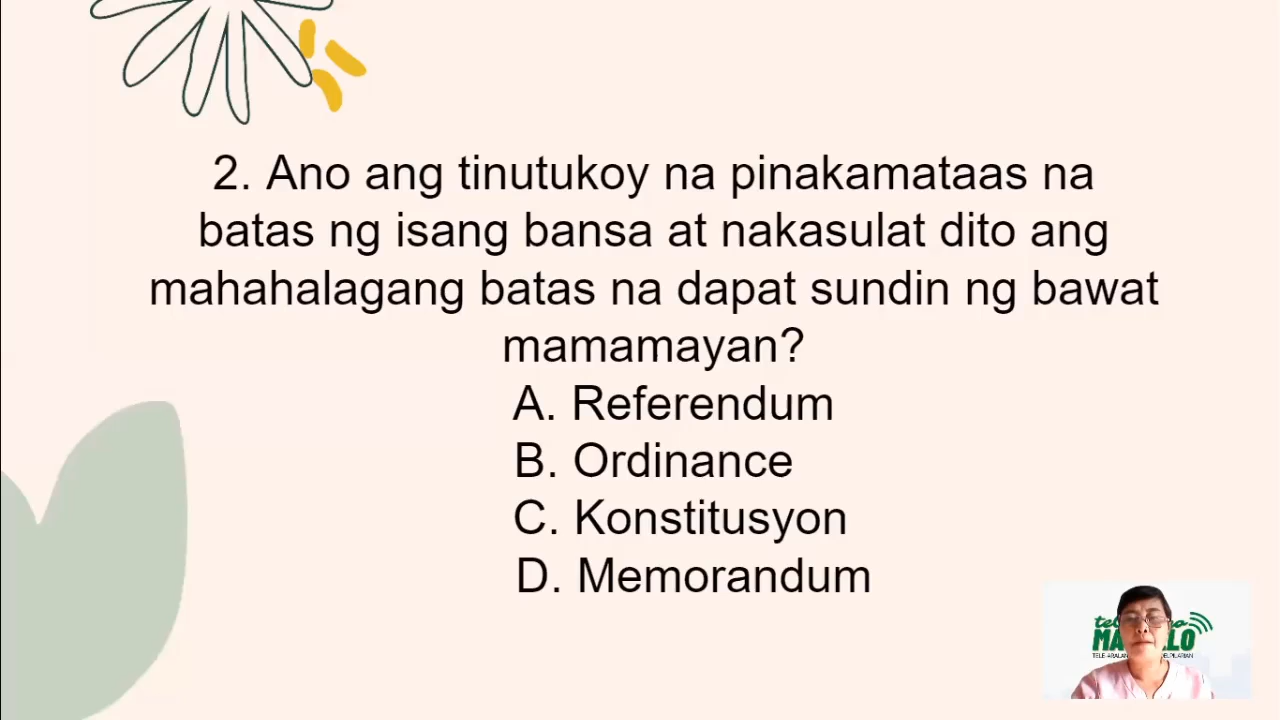 2. Ano ang tinutukoy na pinakamataas na
batas ng isang bansa at nakasulat dito ang
mahahalagang batas na dapat sundin ng bawat
mamamayan?
A. Referendum
B. Ordinance
C. Konstitusyon
D. Memorandum